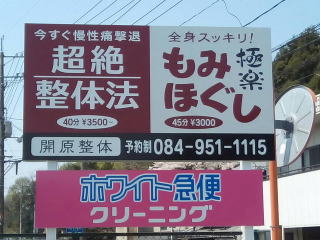 今すぐ慢性痛撃退
超絶
整体法
40分 ¥3500~
全身スッキリ!
極楽
もみ
ほぐし
45分 ¥3000
開原整体 予約制 084-951-1115
ホワイト急便
クリーニング